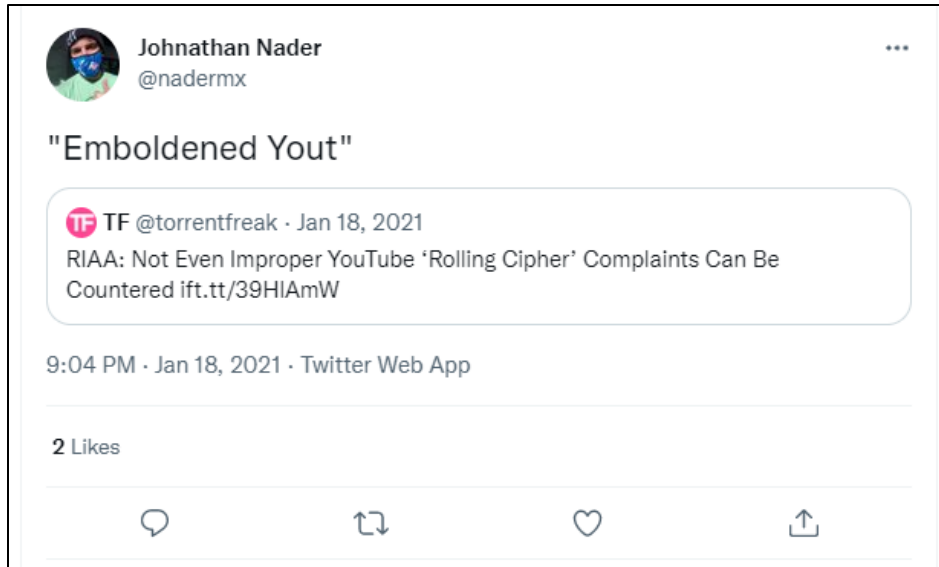 Johnathan Nader
@nadermx
"Emboldened Yout"
TF TF @torrentfreak · Jan 18, 2021
RIAA: Not Even Improper YouTube ‘Rolling Cipher’ Complaints Can Be
Countered ift.tt/39HlAmW
9:04 PM · Jan 18, 2021 · Twitter Web App
2 Likes